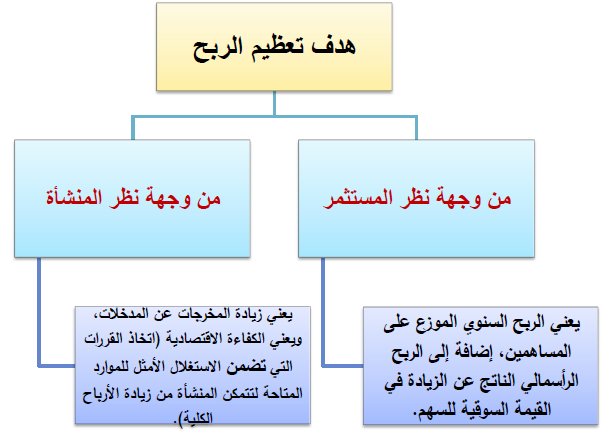 هدف تعظيم الربح
من وجهة نظر المستثمر
من وجهة نظر المنشأة
يعني الربح السنوي الموزع على
المساهمين، إضافة إلى الربح
الرأسمالي الناتج عن الزيادة في
القيمة السوقية للسهم.
يعني زيادة المخرجات عن المدخلات،
ويعني الكفاءة الاقتصادية (اتخاذ القررات
التي تضمن الاستغلال الأمثل للموارد
المتاحة لتتمكن المنشأة من زيادة الأرباح
الكلية).